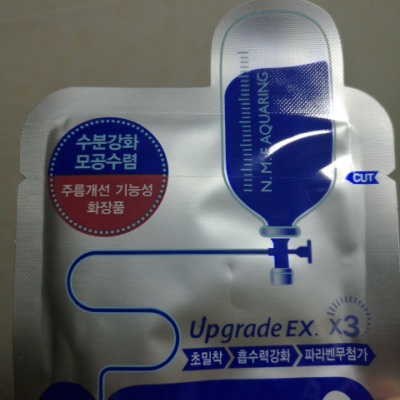 N.M.F AQUARING
수분강화
모공수렴
주름개선 기능성
화장품
CUT
Upgrade EX. x3
초밀착 흡수력강화 파라벤무첨가